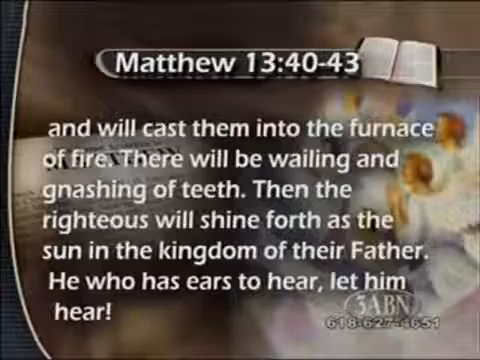 Matthew 13:40-43
and will cast them into the furnace
of fire. There will be wailing and
gnashing of teeth. Then the
righteous will shine forth as the
sun in the kingdom of their Father.
He who has ears to hear, let him
hear!
3ABN
618-627-4651